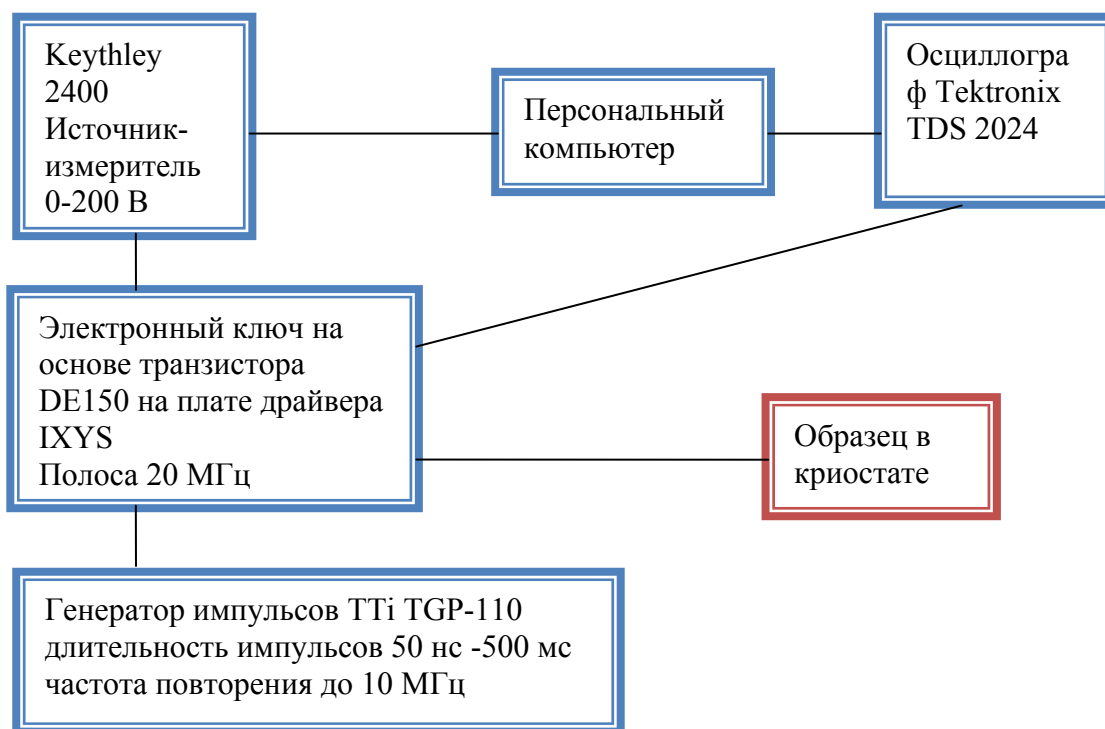 Keythley
2400
Источник-
измеритель
0-200 В
Персональный
компьютер
Осциллогра
ф Tektronix
TDS 2024
Электронный ключ на
основе транзистора
DE150 на плате драйвера
IXYS
Полоса 20 МГц
Образец в
криостате
Генератор импульсов TTi TGP-110
длительность импульсов 50 нс -500 мс
частота повторения до 10 МГц